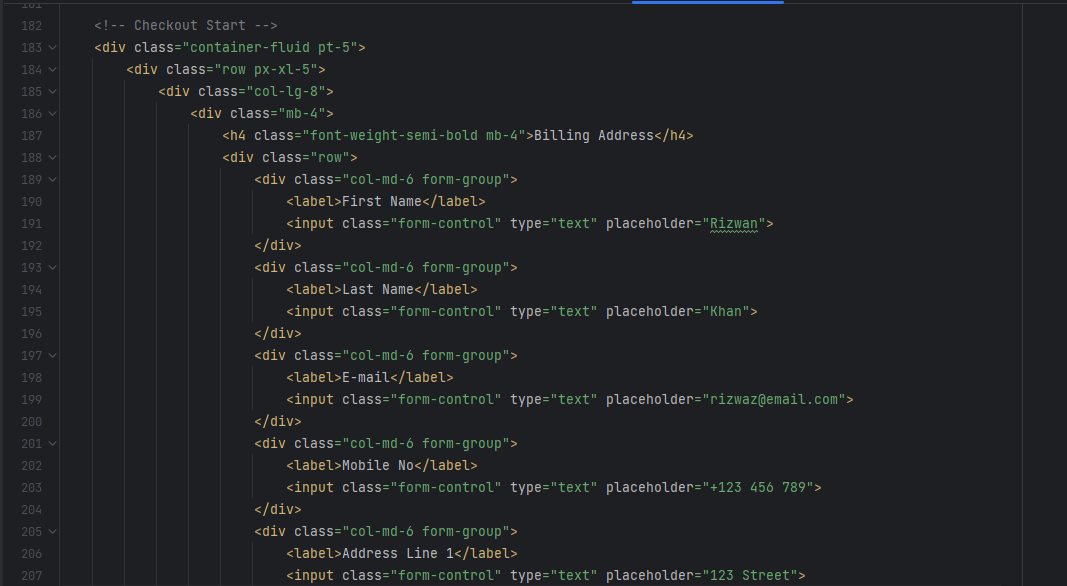 181
182 <!-- Checkout Start -->
183 <div class="container-fluid pt-5">
184 <div class="row px-xl-5">
185 <div class="col-lg-8">
186 <div class="mb-4">
187 <h4 class="font-weight-semi-bold mb-4">Billing Address</h4>
188 <div class="row">
189 <div class="col-md-6 form-group">
190 <label>First Name</label>
191 <input class="form-control" type="text" placeholder="Rizwan">
192 </div>
193 <div class="col-md-6 form-group">
194 <label>Last Name</label>
195 <input class="form-control" type="text" placeholder="Khan">
196 </div>
197 <div class="col-md-6 form-group">
198 <label>E-mail</label>
199 <input class="form-control" type="text" placeholder="rizwaz@email.com">
200 </div>
201 <div class="col-md-6 form-group">
202 <label>Mobile No</label>
203 <input class="form-control" type="text" placeholder="+123 456 789">
204 </div>
205 <div class="col-md-6 form-group">
206 <label>Address Line 1</label>
207 <input class="form-control" type="text" placeholder="123 Street">